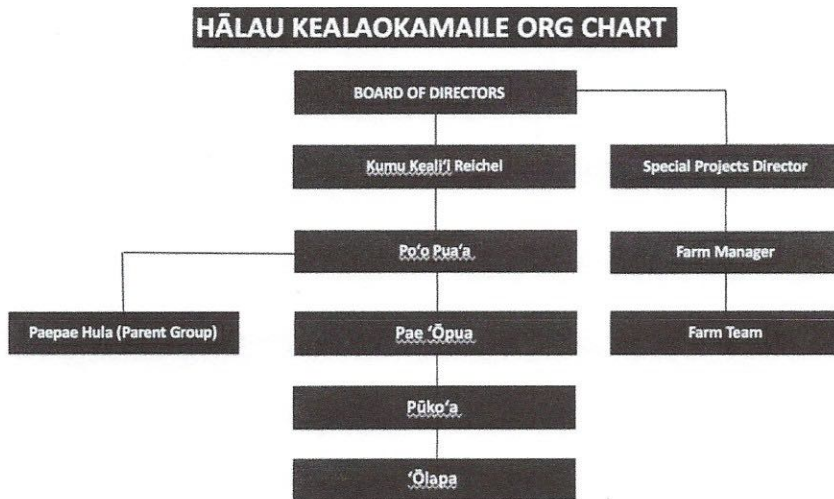 HĀLAU KEALAOKAMAILE ORG CHART
BOARD OF DIRECTORS
Kumu Keali'i Reichel
Special Projects Director
Po'o Pua'a
Farm Manager
Paepae Hula (Parent Group)
Pae 'Ōpua
Farm Team
Pūko'a
'Ōlapa